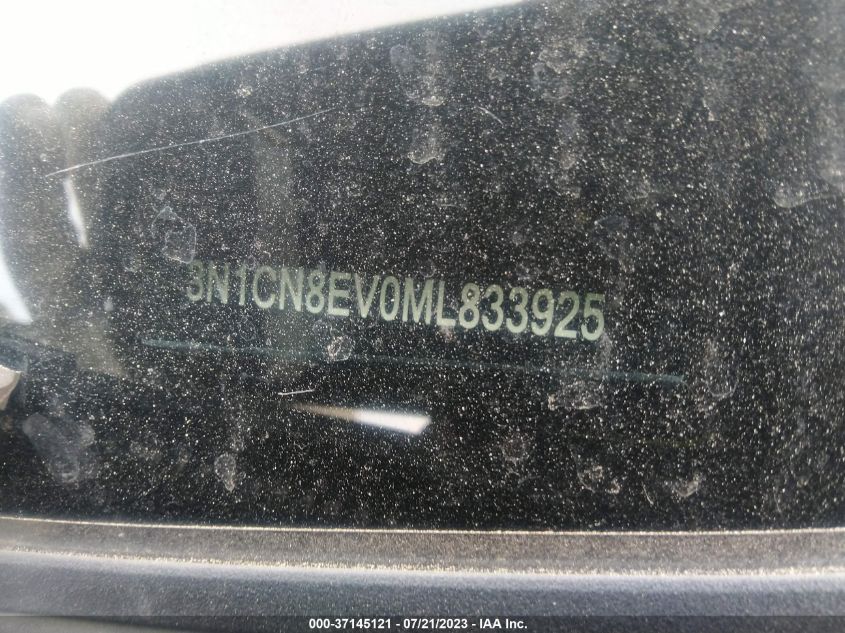 3N1CN8EV0ML833925
000-37145121 - 07/21/2023 - IAA Inc.